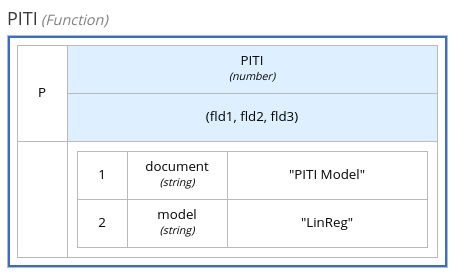 PITI (Function)
P
PITI
(number)
(fld1, fld2, fld3)
1
document
(string)
"PITI Model"
2
model
(string)
"LinReg"